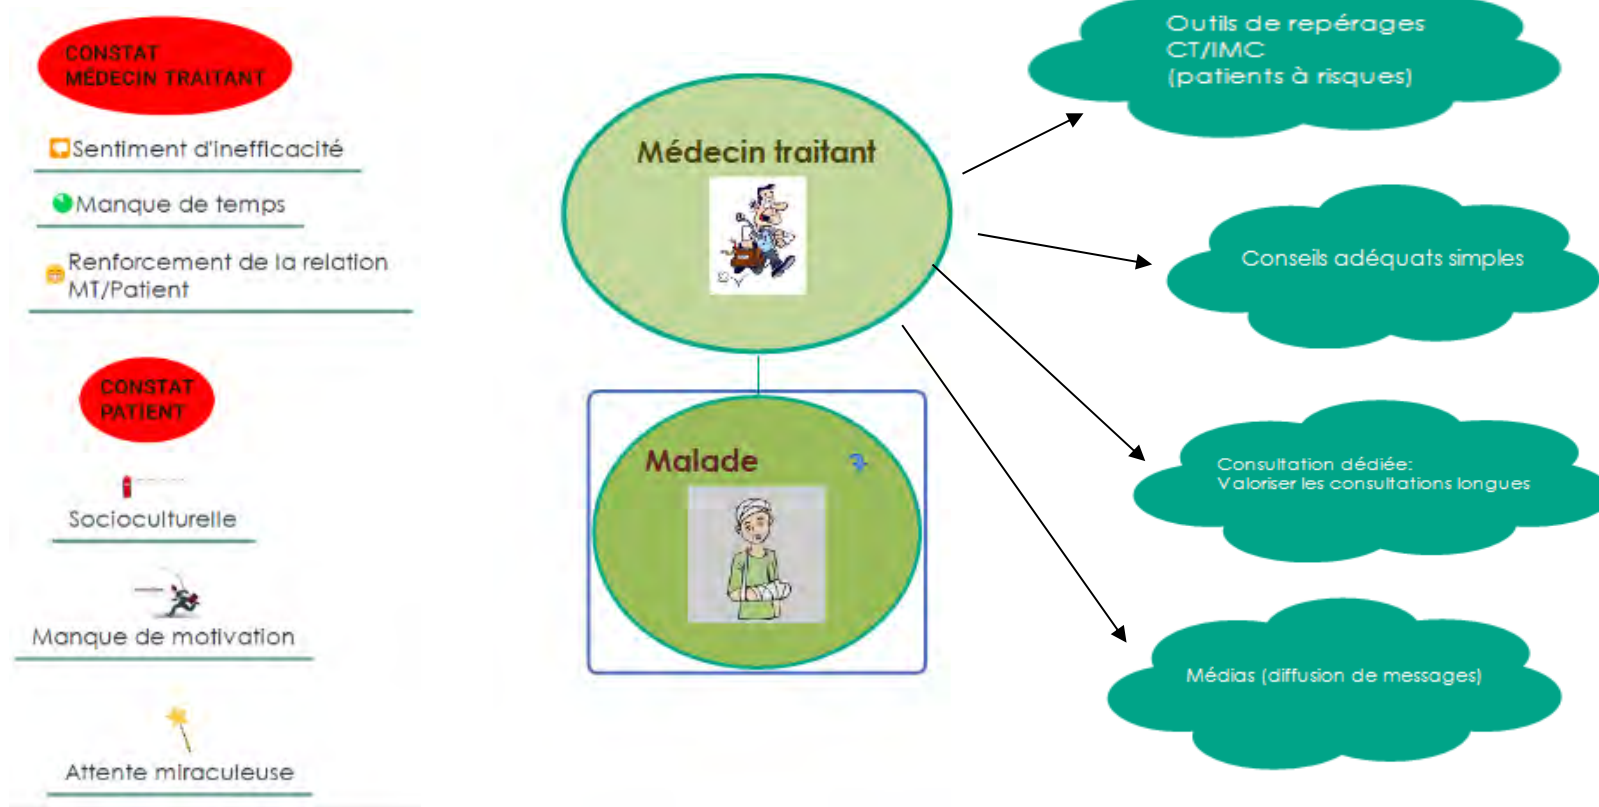 CONSTAT
MÉDECIN TRAITANT
Sentiment d'inefficacité
Manque de temps
Renforcement de la relation
MT/Patient
CONSTAT
PATIENT
Socioculturelle
Manque de motivation
Attente miraculeuse
Médecin traitant
Malade
Outils de repérages
CT/IMC
(patients à risques)
Conseils adéquats simples
Consultation dédiée:
Valoriser les consultations longues
Médias (diffusion de messages)